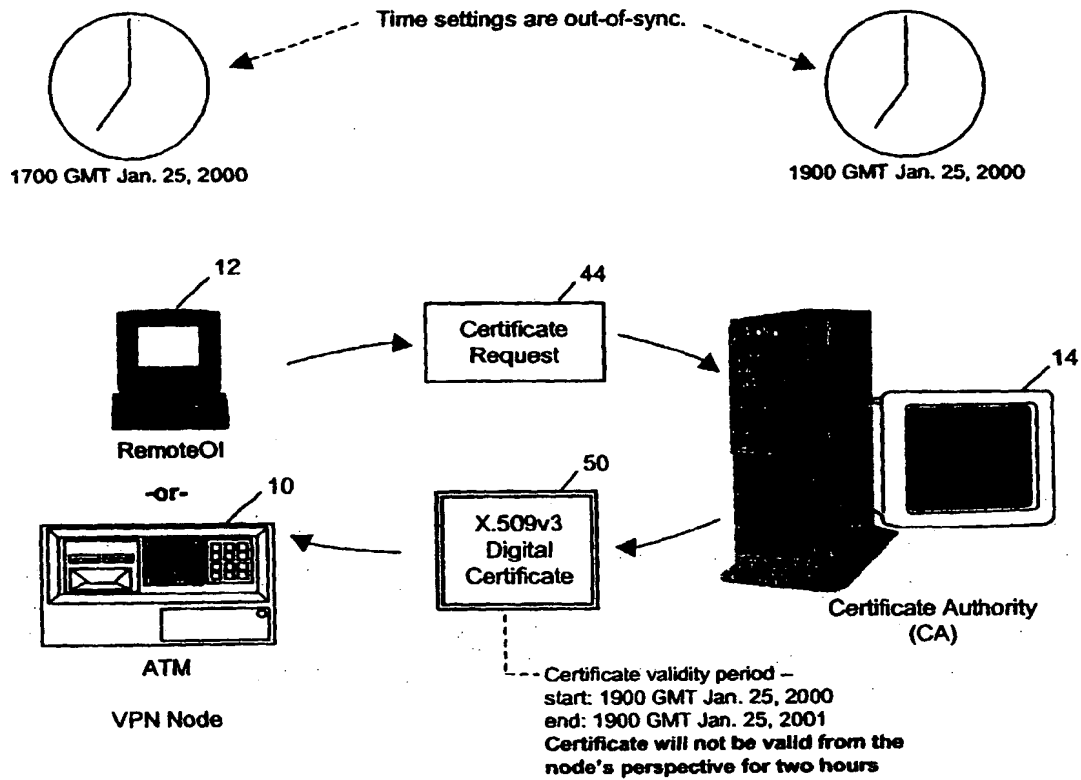 Time settings are out-of-sync.
1700 GMT Jan. 25, 2000
1900 GMT Jan. 25, 2000
12
44
Certificate
Request
14
RemoteOI
-or-
10
50
X.509v3
Digital
Certificate
ATM
VPN Node
Certificate Authority
(CA)
Certificate validity period –
start: 1900 GMT Jan. 25, 2000
end: 1900 GMT Jan. 25, 2001
Certificate will not be valid from the
node's perspective for two hours